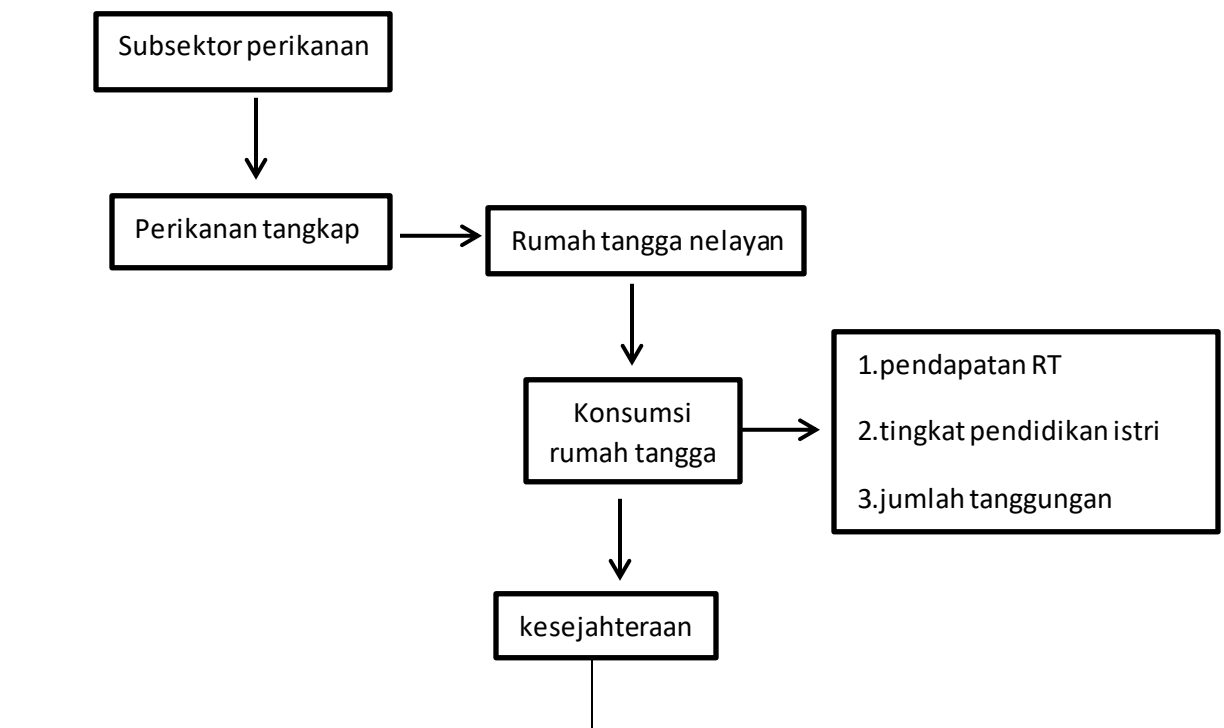 Subsektor perikanan
Perikanan tangkap
Rumah tangga nelayan
Konsumsi
rumah tangga
1.pendapatan RT
2.tingkat pendidikan istri
3.jumlah tanggungan
kesejahteraan